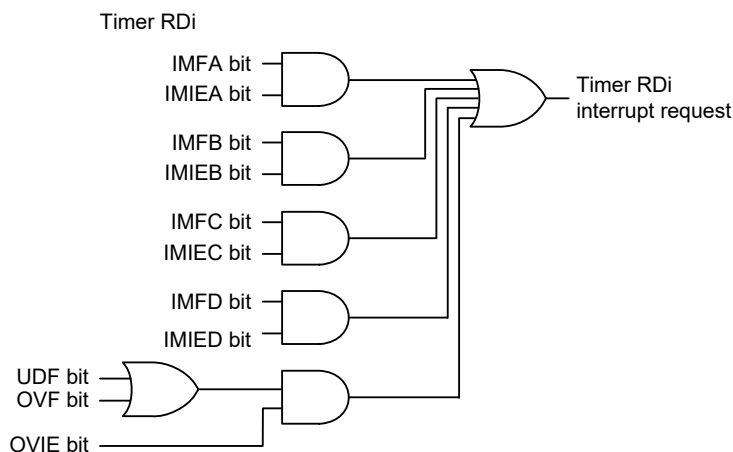 Timer RDi
IMFA bit
IMIEA bit
Timer RDi
interrupt request
IMFB bit
IMIEB bit
IMFC bit
IMIEC bit
IMFD bit
IMIED bit
UDF bit
OVF bit
OVIE bit